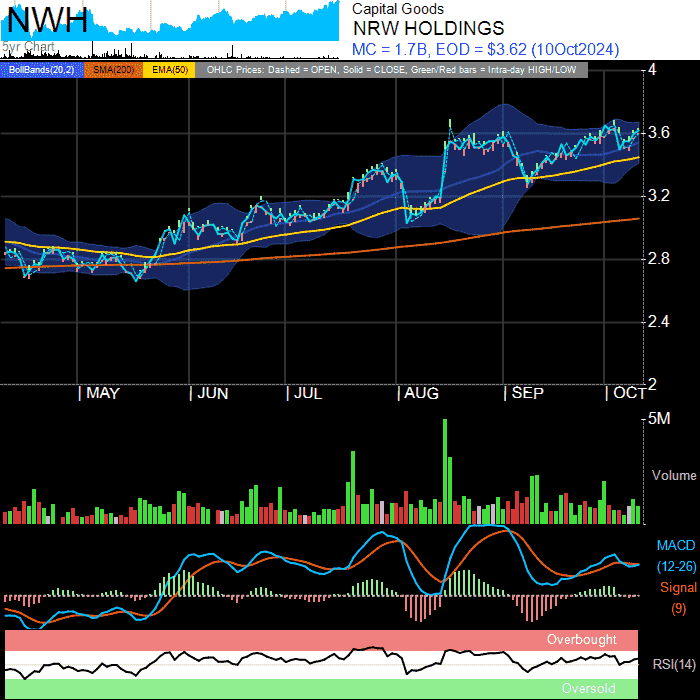 NWH
5yr Chart
Capital Goods
NRW HOLDINGS
MC = 1.7B, EOD = $3.62 (10Oct2024)
BollBands(20,2) SMA(200) EMA(50) OHLC Prices: Dashed = OPEN, Solid = CLOSE, Green/Red bars = Intra-day HIGH/LOW
4
3.6
3.2
2.8
2.4
2
| MAY | JUN | JUL | AUG | SEP | OCT
5M
Volume
MACD
(12-26)
Signal
(9)
Overbought
RSI(14)
Oversold